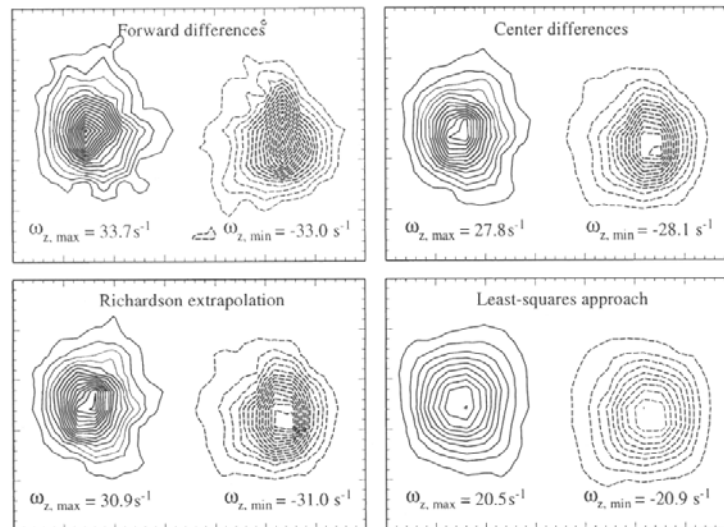 Forward differences
ω_z, max = 33.7 s⁻¹
ω_z, min = -33.0 s⁻¹
Center differences
ω_z, max = 27.8 s⁻¹
ω_z, min = -28.1 s⁻¹
Richardson extrapolation
ω_z, max = 30.9 s⁻¹
ω_z, min = -31.0 s⁻¹
Least-squares approach
ω_z, max = 20.5 s⁻¹
ω_z, min = -20.9 s⁻¹